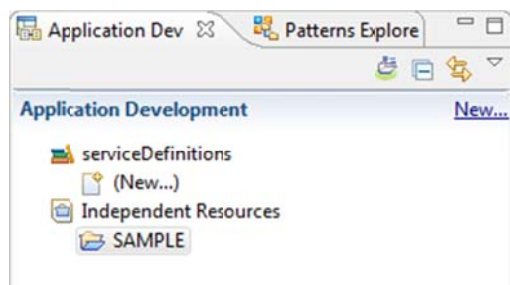 Application Dev Patterns Explore
Application Development New...
serviceDefinitions
(New...)
Independent Resources
SAMPLE